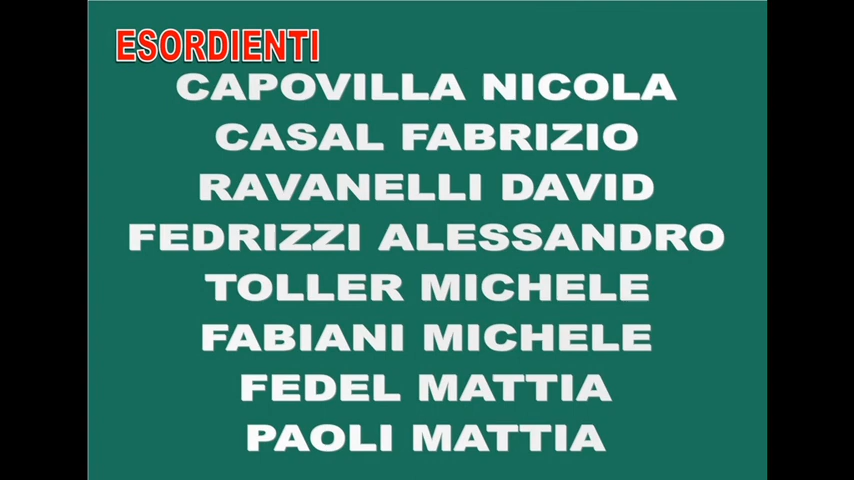 ESORDIENTI
CAPOVILLA NICOLA
CASAL FABRIZIO
RAVANELLI DAVID
FEDRIZZI ALESSANDRO
TOLLER MICHELE
FABIANI MICHELE
FEDEL MATTIA
PAOLI MATTIA